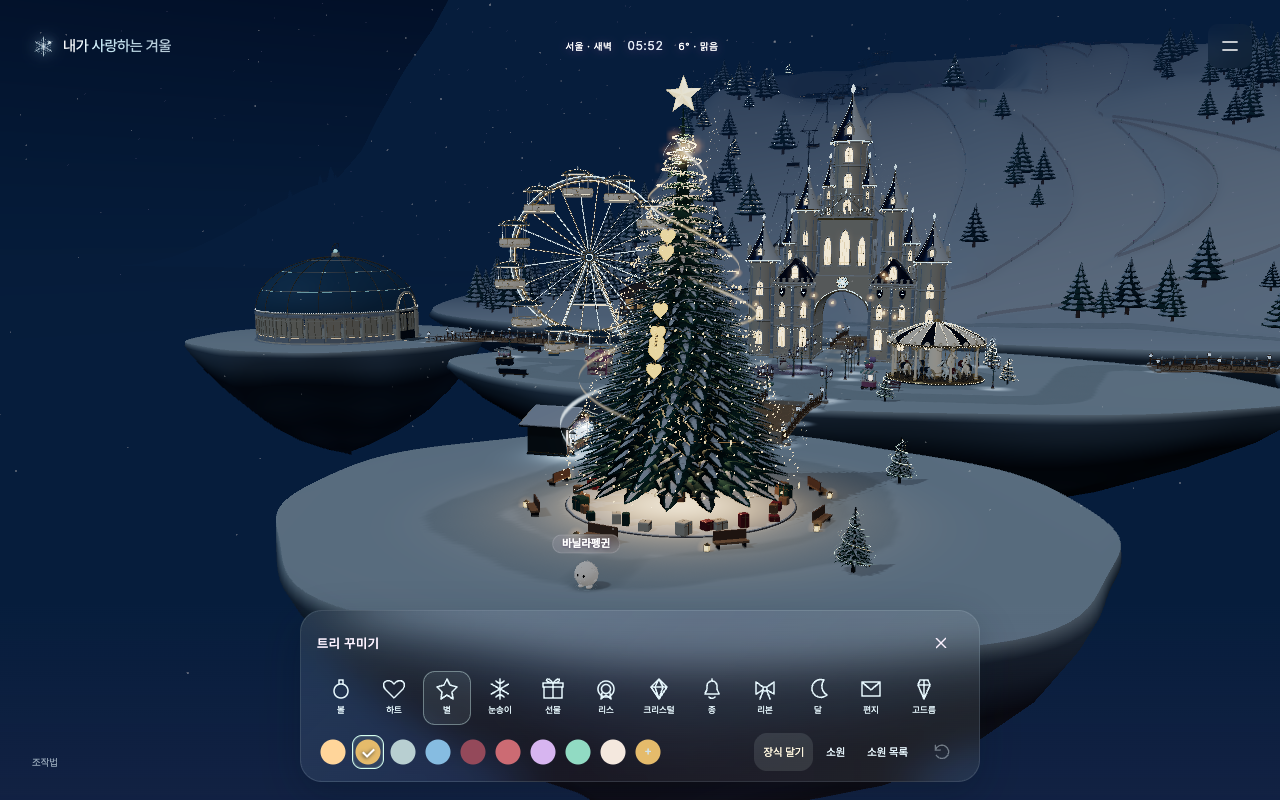 내가 사랑하는 겨울
서울 · 새벽 05:52 6° · 맑음
바닐라펭귄
트리 꾸미기
볼 하트 별 눈송이 선물 리스 크리스털 종 리본 달 편지 고드름
장식 달기 소원 소원 목록
조작법